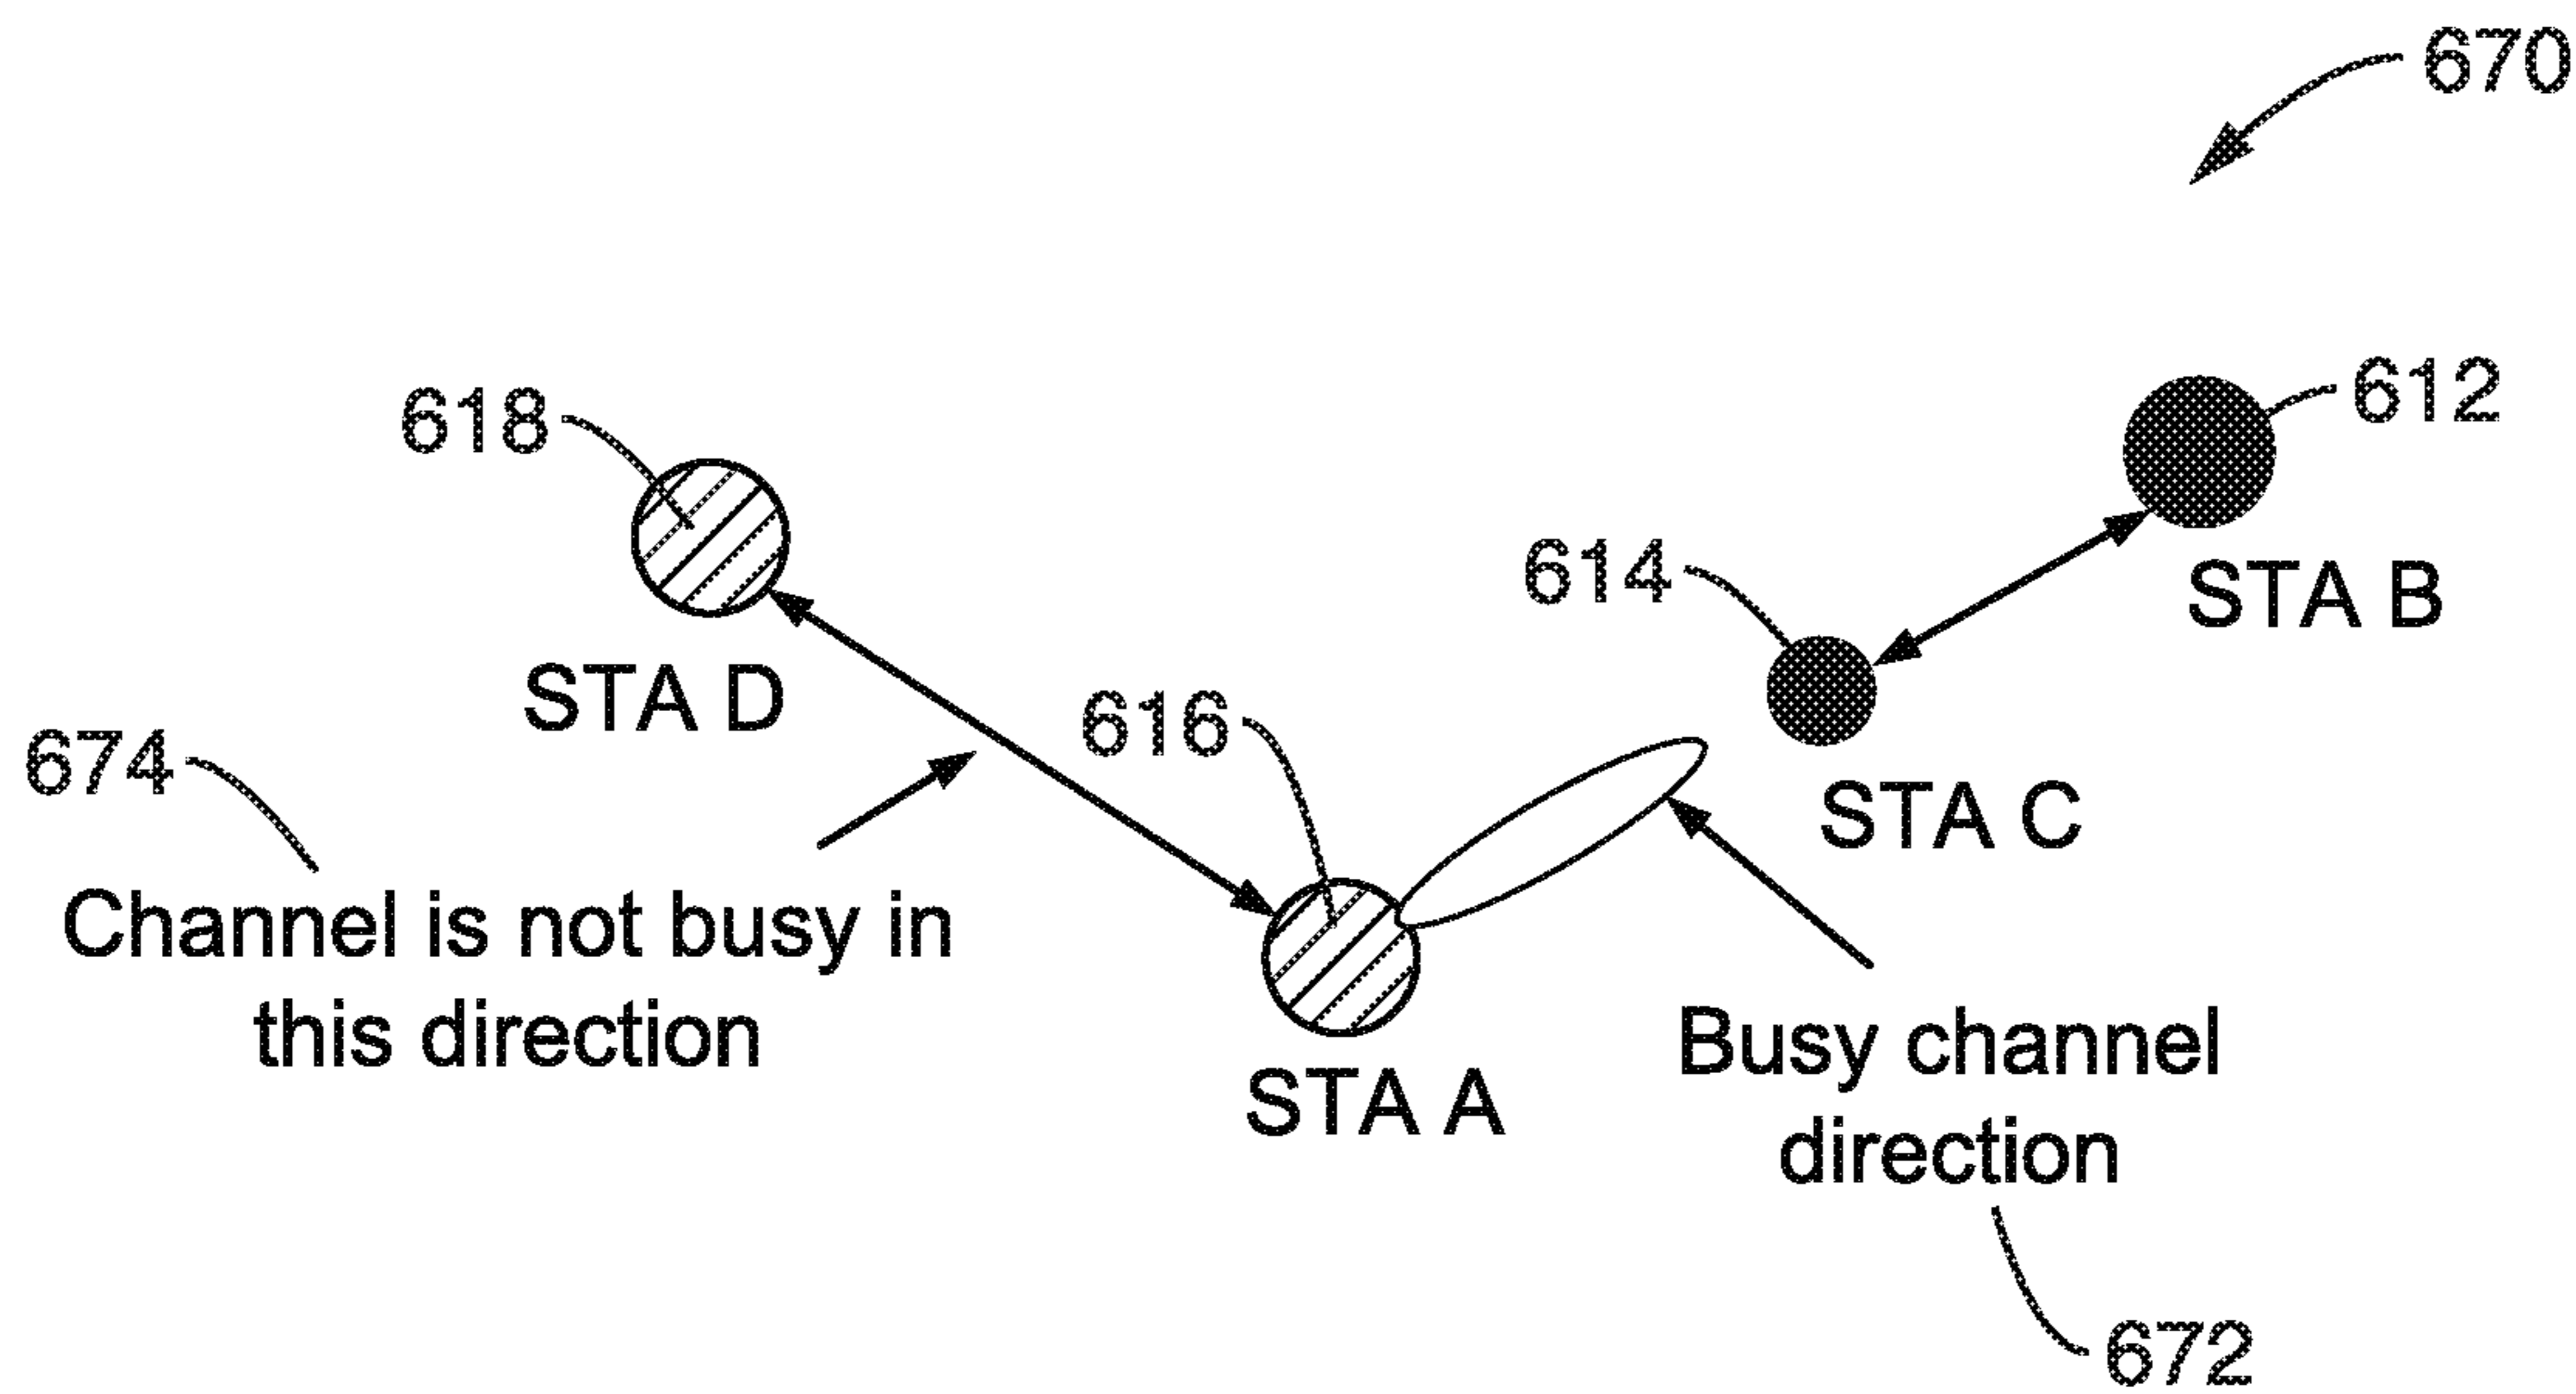 670
618
612
614
STA B
STA D
616
674
STA C
Channel is not busy in
this direction
STA A
Busy channel
direction
672